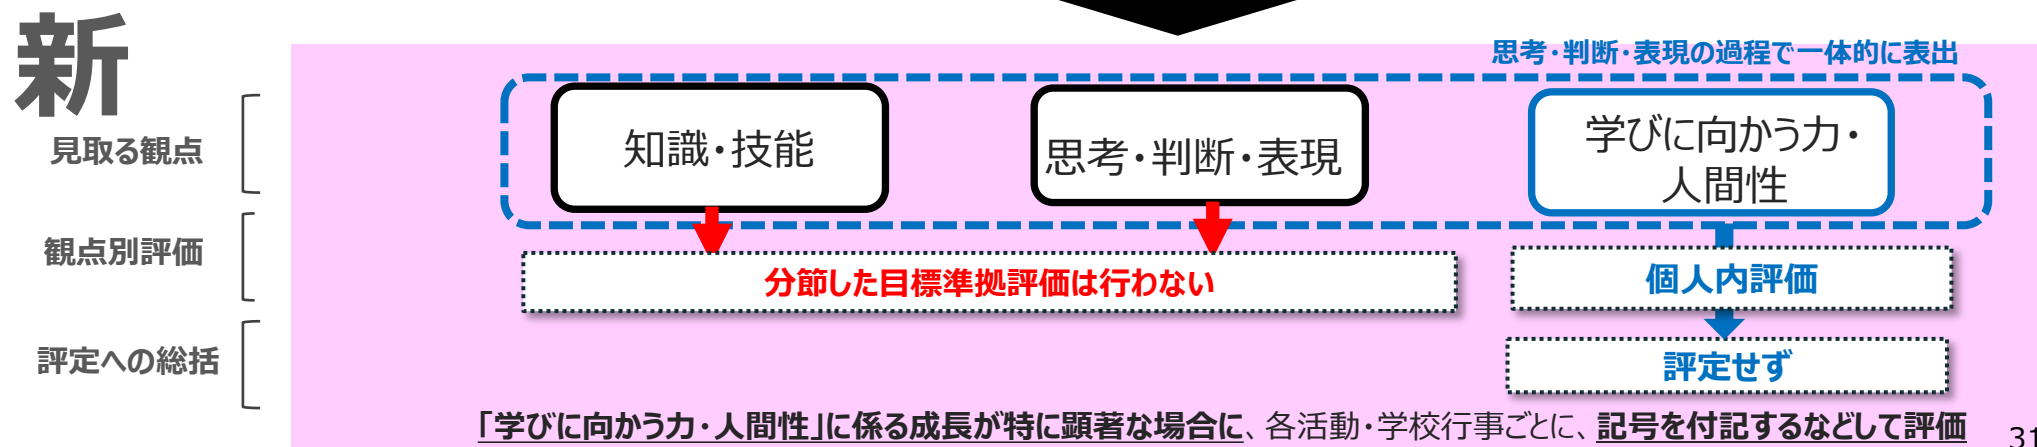 新
思考・判断・表現の過程で一体的に表出
見取る観点
知識・技能
思考・判断・表現
学びに向かう力・
人間性
観点別評価
分節した目標準拠評価は行わない
個人内評価
評定への総括
評定せず
「学びに向かう力・人間性」に係る成長が特に顕著な場合に、各活動・学校行事ごとに、記号を付記するなどして評価